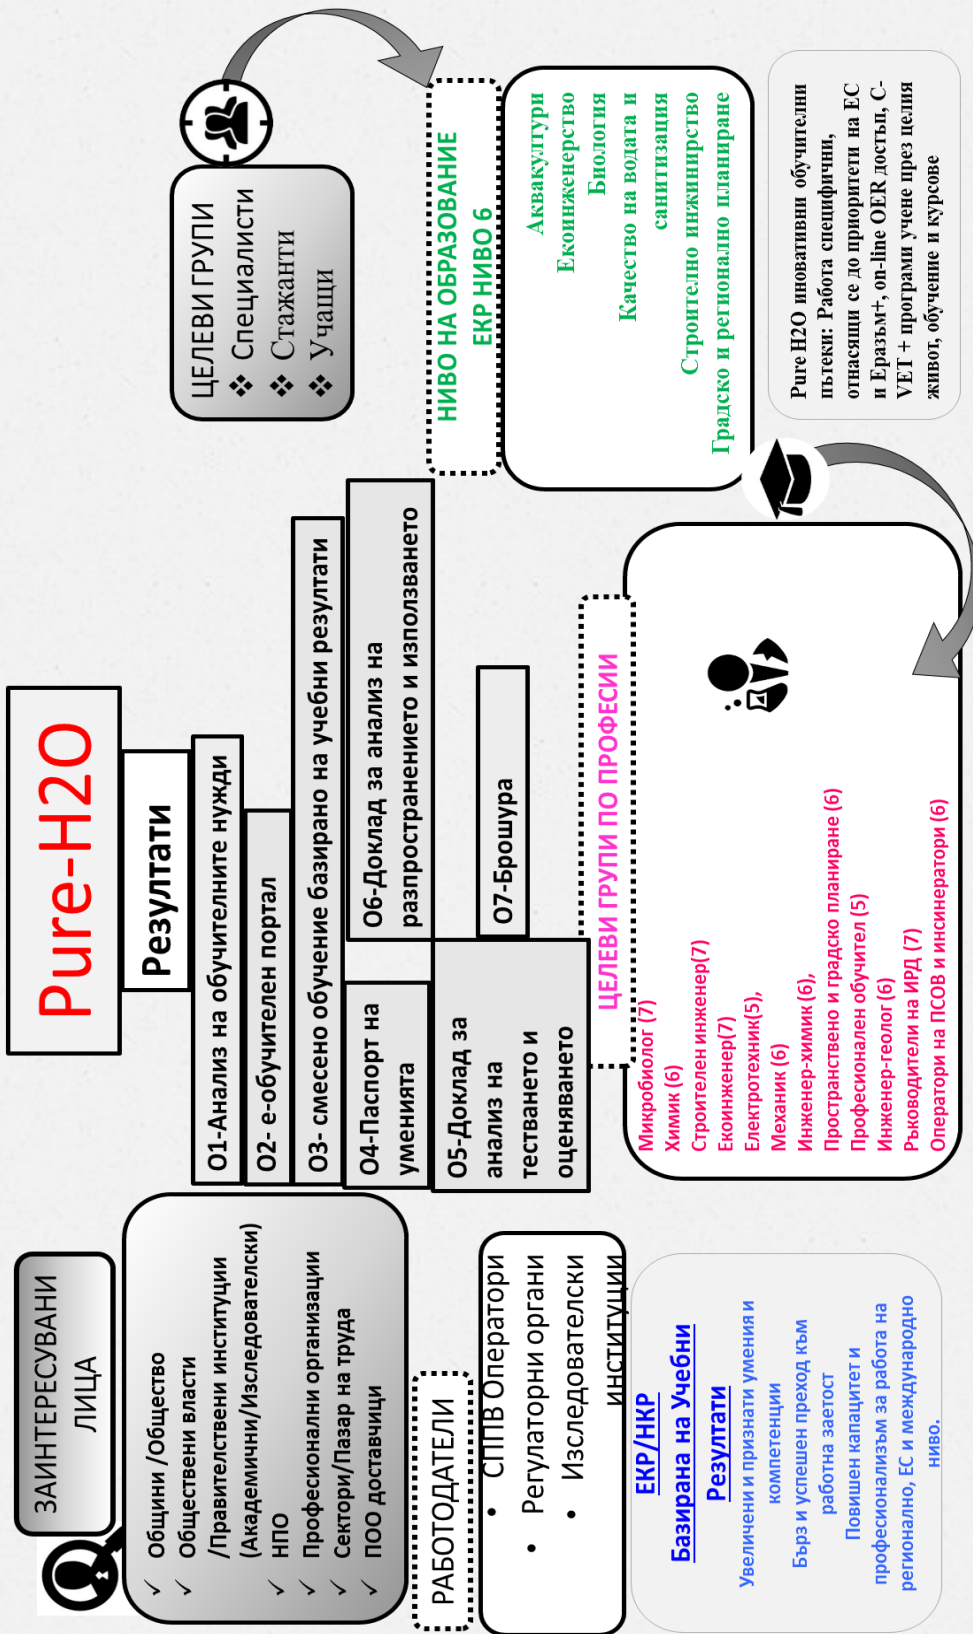 Pure-H2O
Резултати
О1-Анализ на обучителните нужди
О2- е-обучителен портал
О3- смесено обучение базирано на учебни резултати
О4-Паспорт на
уменията
О6-Доклад за анализ на
разпространението и използването
О5-Доклад за
анализ на
тестването и
оценяването
О7-Брошура
ЗАИНТЕРЕСУВАНИ
ЛИЦА
✓ Общини /Общество
✓ Обществени власти
/Правителствени институции
(Академични/Изследователски)
✓ НПО
✓ Професионални организации
✓ Сектори/Пазар на труда
✓ ПОО доставчици
РАБОТОДАТЕЛИ
• СППВ Оператори
• Регулаторни органи
• Изследователски
институции
ЕКР/НКР
Базирана на Учебни
Резултати
Увеличени и признати умения и
компетенции
Бърз и успешен преход към
работна заетост
Повишен капацитет и
професионализъм за работа на
регионално, ЕС и международно
ниво.
ЦЕЛЕВИ ГРУПИ
❖ Специалисти
❖ Стажанти
❖ Учащи
НИВО НА ОБРАЗОВАНИЕ
ЕКР НИВО 6
Аквакултури
Екоинженерство
Биология
Качество на водата и
санитизация
Строително инжинирство
Градско и регионално планиране
ЦЕЛЕВИ ГРУПИ ПО ПРОФЕСИИ
Микробиолог (7)
Химик (6)
Строителен инженер(7)
Екоинженер(7)
Електротехник(5),
Механик (6)
Инженер-химик (6),
Пространствено и градско планиране (6)
Професионален обучител (5)
Инженер-геолог (6)
Ръководители на ИРД (7)
Оператори на ПСОВ и инсинератори (6)
Pure H2O иновативни обучителни
пътеки: Работа специфични,
отнасящи се до приоритети на ЕС
и Еразъм+, on-line OER достъп, C-
VET + програми учене през целия
живот, обучение и курсове